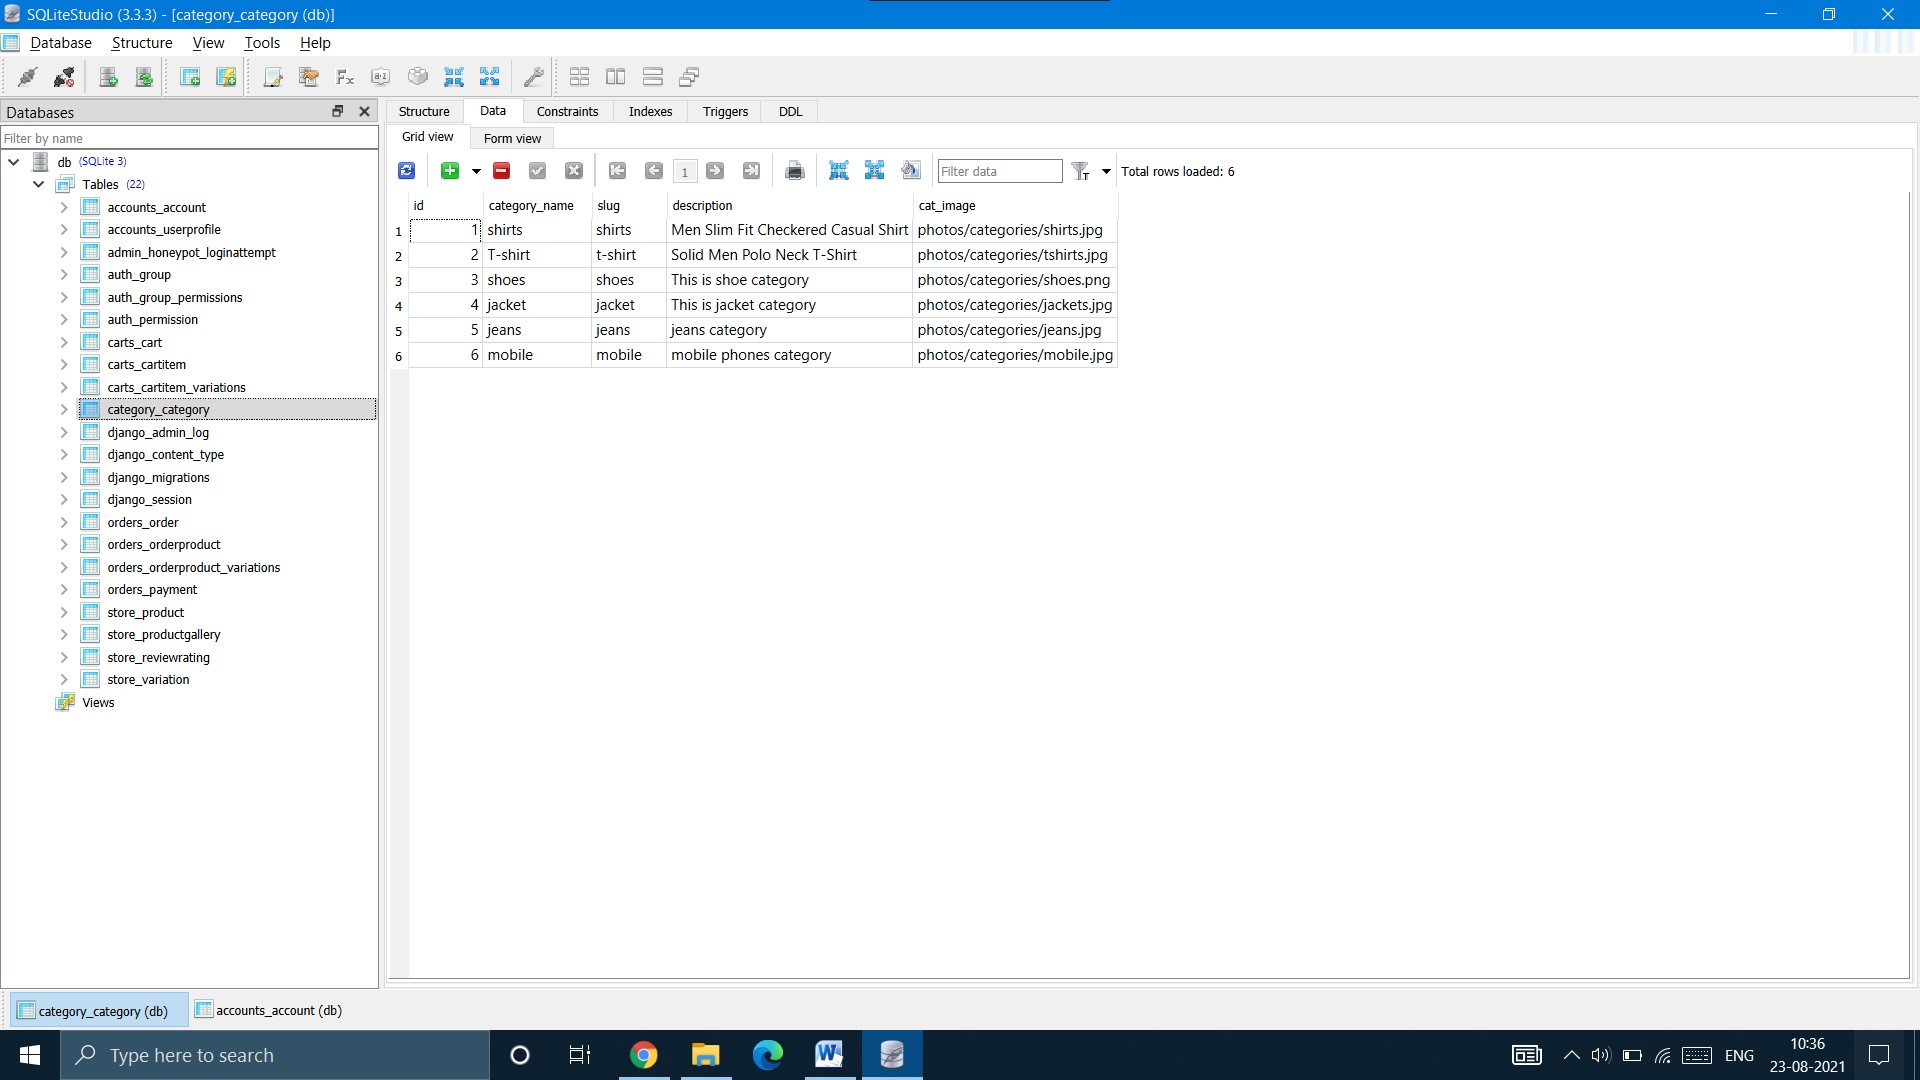 SQLiteStudio (3.3.3) - [category_category (db)]
Database Structure View Tools Help
Databases
Filter by name
db (SQLite 3)
Tables (22)
accounts_account
accounts_userprofile
admin_honeypot_loginattempt
auth_group
auth_group_permissions
auth_permission
carts_cart
carts_cartitem
carts_cartitem_variations
category_category
django_admin_log
django_content_type
django_migrations
django_session
orders_order
orders_orderproduct
orders_orderproduct_variations
orders_payment
store_product
store_productgallery
store_reviewrating
store_variation
Views
Structure Data Constraints Indexes Triggers DDL
Grid view Form view
1 Filter data Total rows loaded: 6
id category_name slug description cat_image
1 1 shirts shirts Men Slim Fit Checkered Casual Shirt photos/categories/shirts.jpg
2 2 T-shirt t-shirt Solid Men Polo Neck T-Shirt photos/categories/tshirts.jpg
3 3 shoes shoes This is shoe category photos/categories/shoes.png
4 4 jacket jacket This is jacket category photos/categories/jackets.jpg
5 5 jeans jeans jeans category photos/categories/jeans.jpg
6 6 mobile mobile mobile phones category photos/categories/mobile.jpg
category_category (db) accounts_account (db)
Type here to search
ENG
10:36
23-08-2021